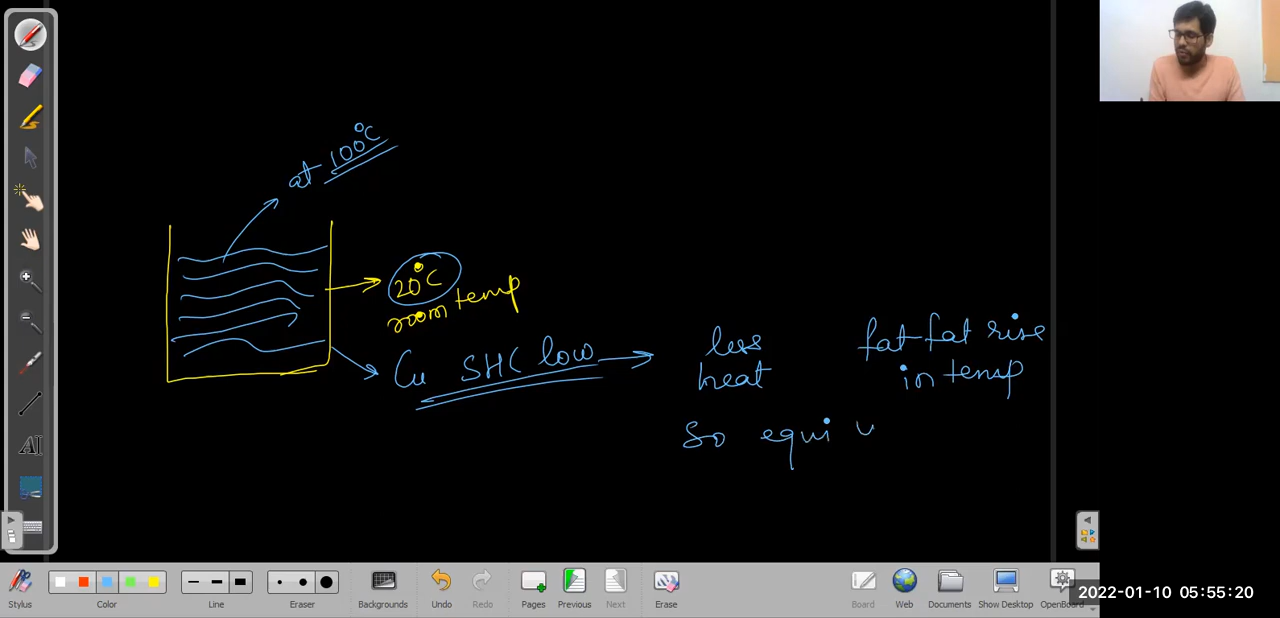 at 100°C
20°C
room temp
Cu SHC low
less
heat
fat-fat rise
in temp
So equi
AI
Stylus
Color
Line
Eraser
Backgrounds
Undo
Redo
Pages
Previous
Next
Erase
Board
Web
Documents
Show Desktop
OpenBoard
2022-01-10 05:55:20